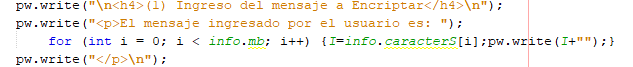 pw.write("\n<h4>(1) Ingreso del mensaje a Encriptar</h4>\n");
pw.write("<p>El mensaje ingresado por el usuario es: ");
for (int i = 0; i < info.mb; i++) {I=info.caracterS[i];pw.write(I+"");}
pw.write("</p>\n");